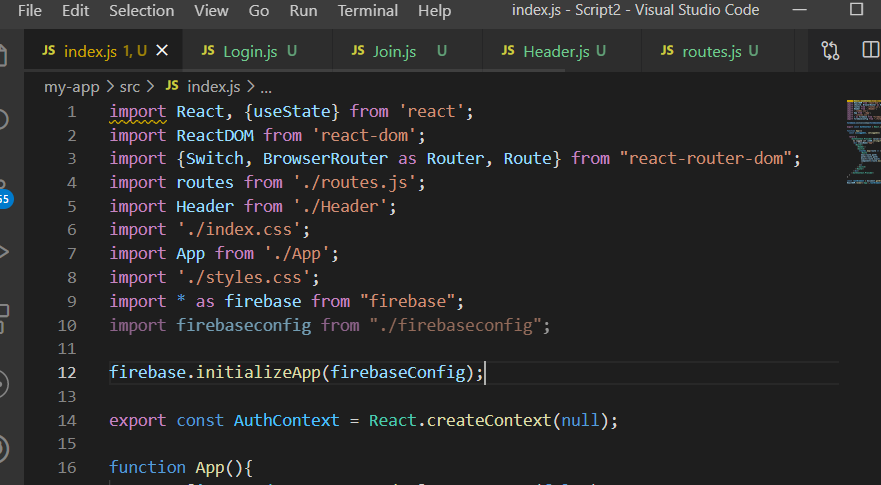 File Edit Selection View Go Run Terminal Help index.js - Script2 - Visual Studio Code
JS index.js 1, U JS Login.js U JS Join.js U JS Header.js U JS routes.js U
my-app > src > JS index.js > ...
1 import React, {useState} from 'react';
2 import ReactDOM from 'react-dom';
3 import {Switch, BrowserRouter as Router, Route} from "react-router-dom";
4 import routes from './routes.js';
5 import Header from './Header';
6 import './index.css';
7 import App from './App';
8 import './styles.css';
9 import * as firebase from "firebase";
10 import firebaseconfig from "./firebaseconfig";
11
12 firebase.initializeApp(firebaseConfig);
13
14 export const AuthContext = React.createContext(null);
15
16 function App(){